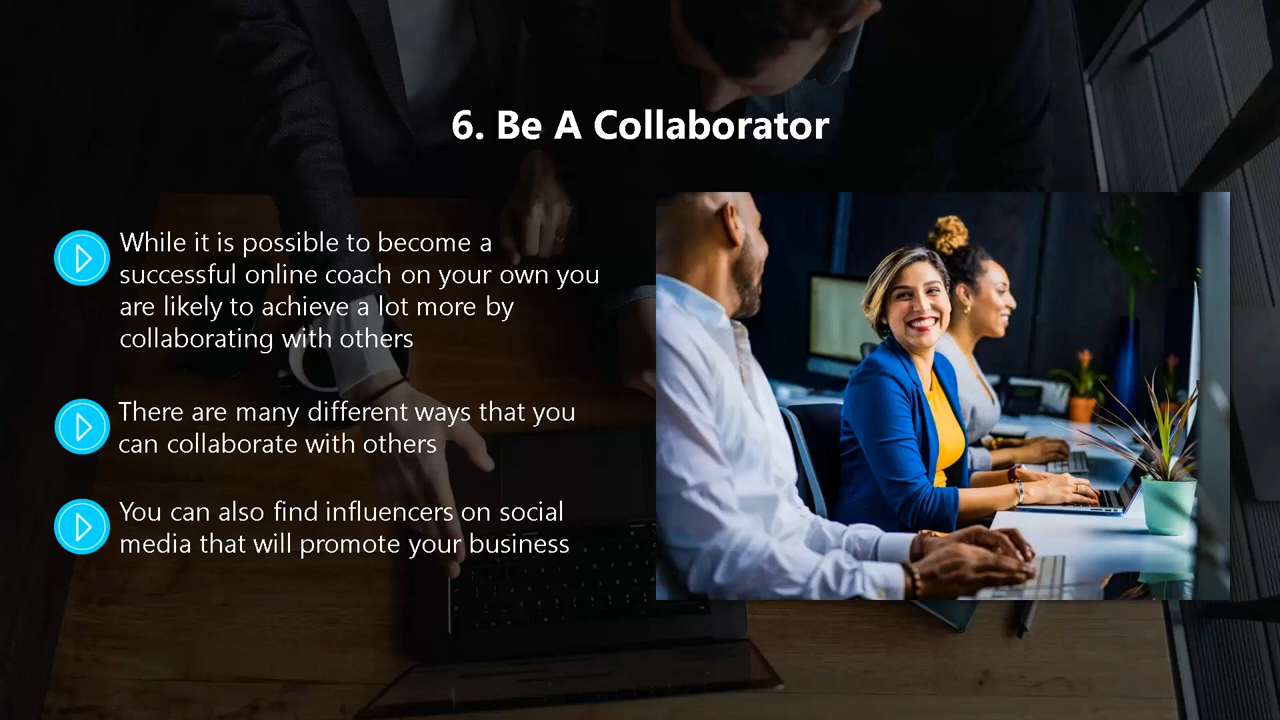 6. Be A Collaborator
While it is possible to become a
successful online coach on your own you
are likely to achieve a lot more by
collaborating with others
There are many different ways that you
can collaborate with others
You can also find influencers on social
media that will promote your business